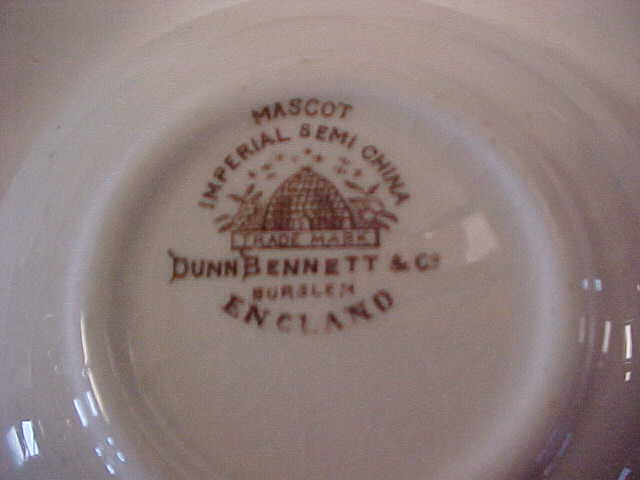 MASCOT
IMPERIAL SEMI CHINA
TRADE MARK
DUNN BENNETT & Co
BURSLEM
ENGLAND